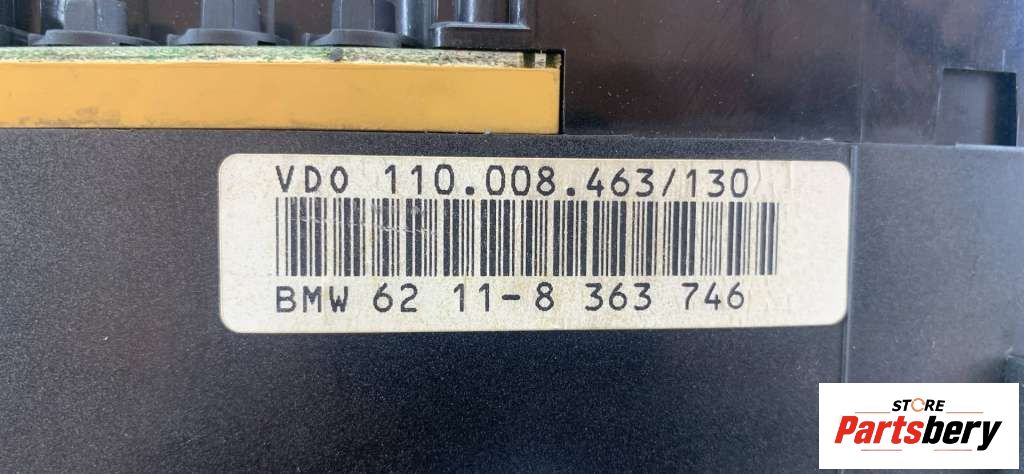 VDO 110.008.463/130
BMW 62 11-8 363 746
STORE
Partsbery